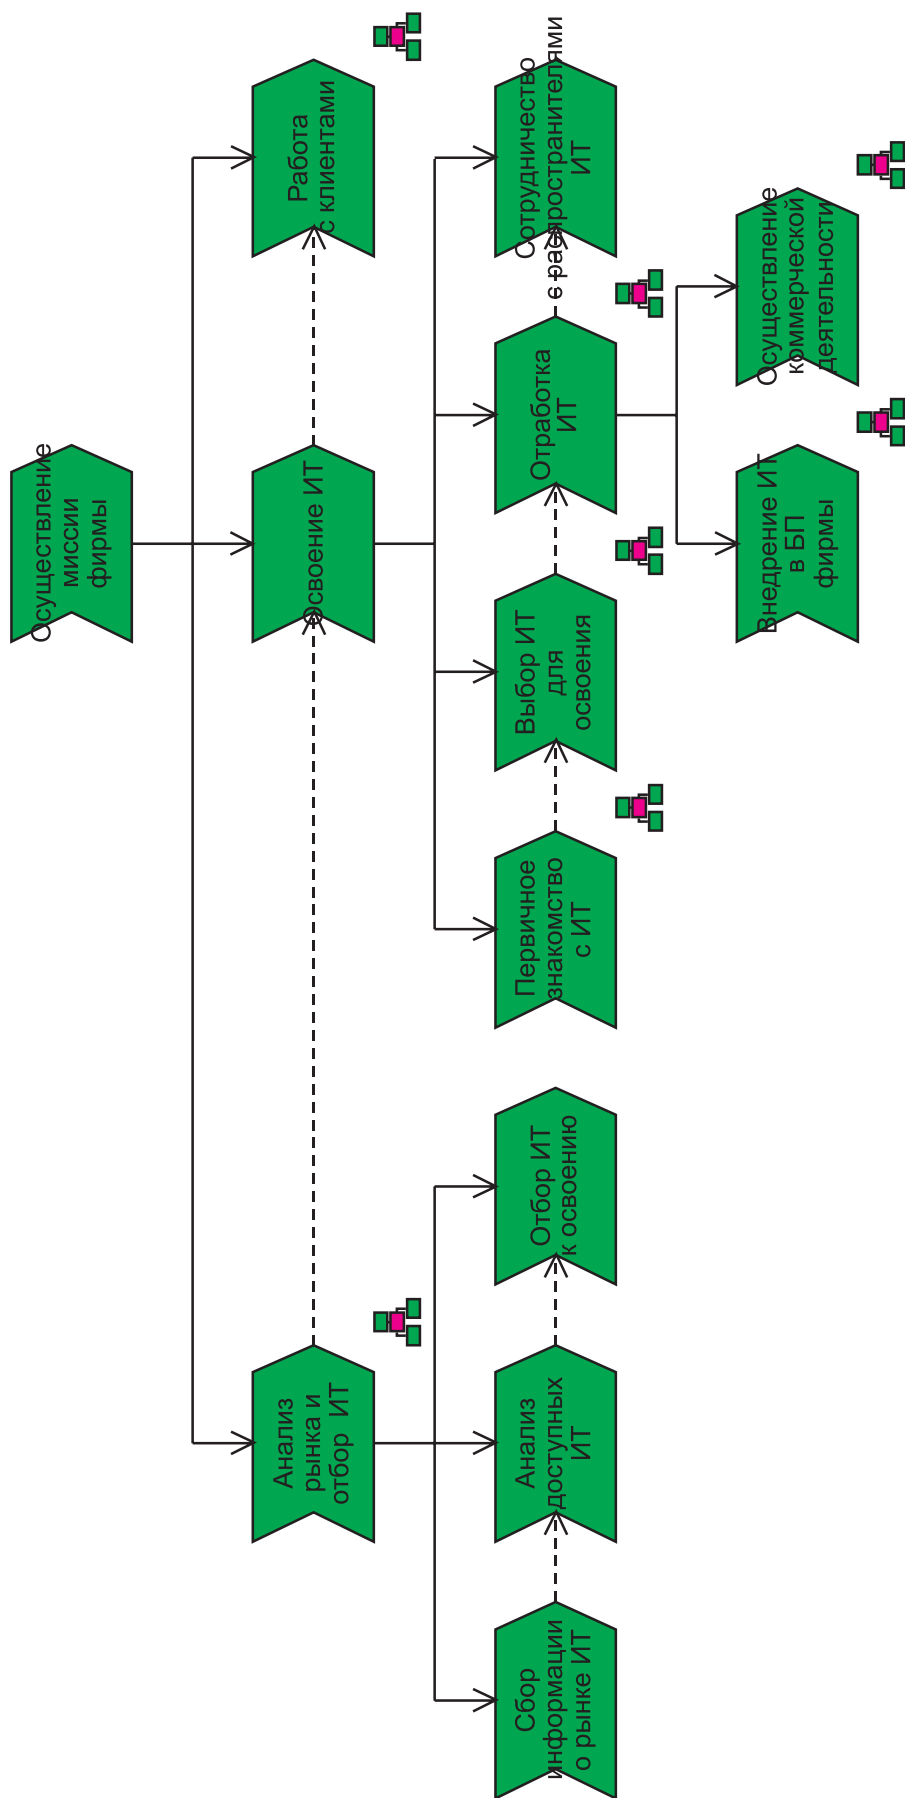 Осуществление
миссии
фирмы
Анализ
рынка и
отбор ИТ
Освоение ИТ
Работа
с клиентами
Сбор
информации
о рынке ИТ
Анализ
доступных
ИТ
Отбор ИТ
к освоению
Первичное
знакомство
с ИТ
Выбор ИТ
для
освоения
Отработка
ИТ
Сотрудничество
с распространителями
ИТ
Внедрение ИТ
в БП
фирмы
Осуществление
коммерческой
деятельности